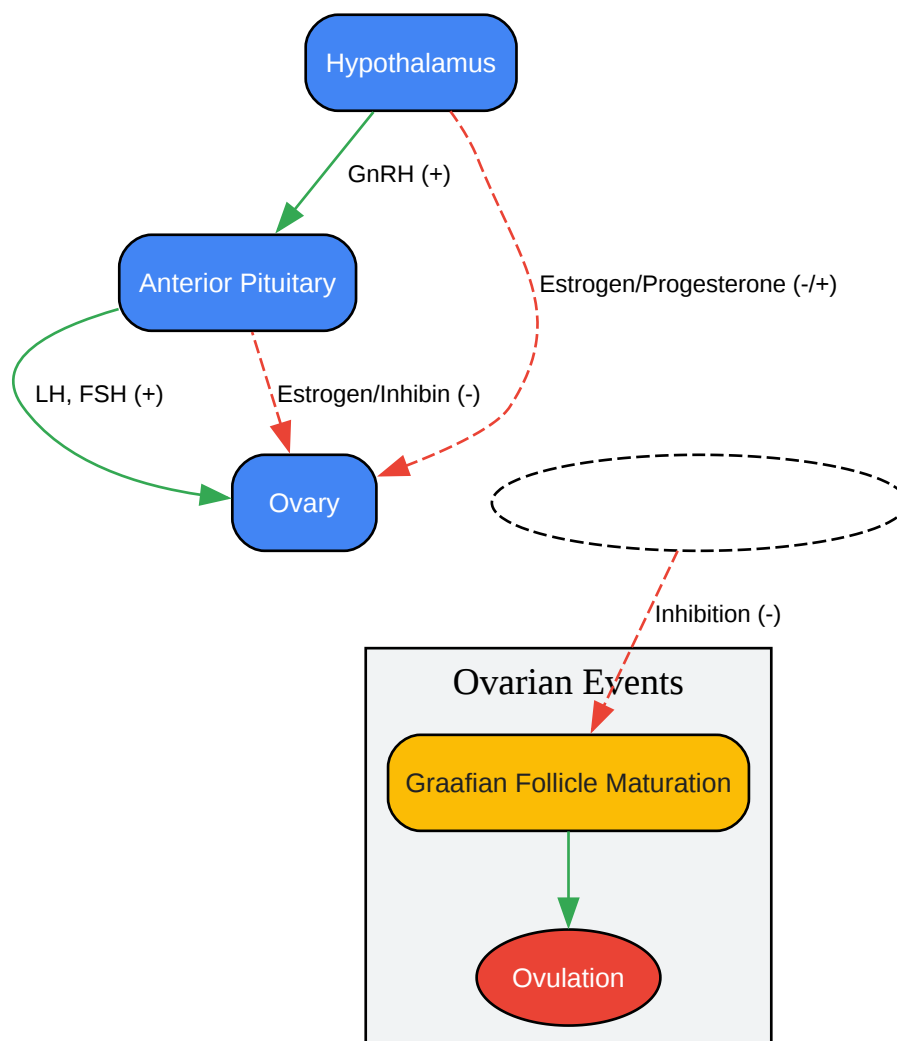 Hypothalamus
GnRH (+)
Anterior Pituitary
Estrogen/Progesterone (-/+)
LH, FSH (+)
Estrogen/Inhibin (-)
Ovary
Inhibition (-)
Ovarian Events
Graafian Follicle Maturation
Ovulation